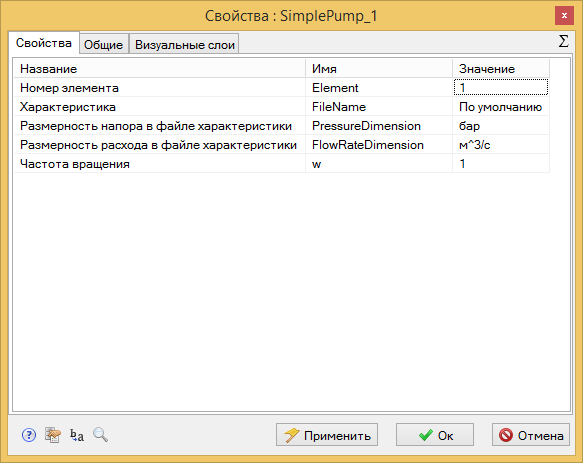 Свойства : SimplePump_1
x
Свойства Общие Визуальные слои Σ
Название Имя Значение
Номер элемента Element 1
Характеристика FileName По умолчанию
Размерность напора в файле характеристики PressureDimension бар
Размерность расхода в файле характеристики FlowRateDimension м^3/с
Частота вращения w 1
? ba Применить Ок Отмена